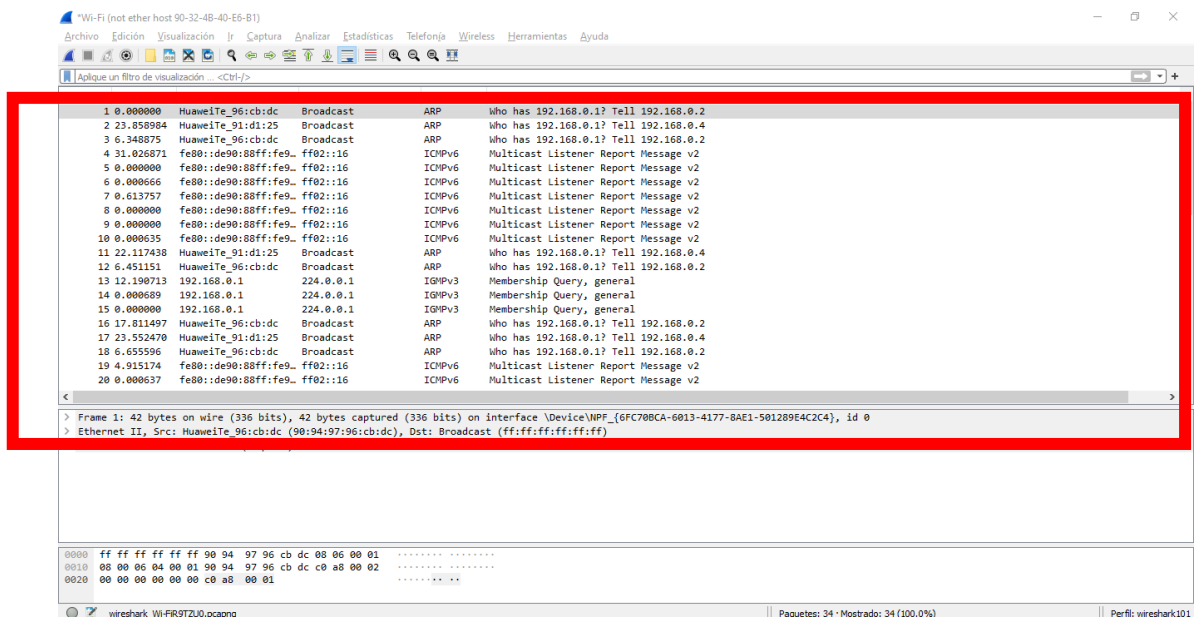 *Wi-Fi (not ether host 90-32-4B-40-E6-B1)
Archivo Edición Visualización Ir Captura Analizar Estadísticas Telefonía Wireless Herramientas Ayuda
Aplique un filtro de visualización ... <Ctrl-/>
1 0.000000 HuaweiTe_96:cb:dc Broadcast ARP Who has 192.168.0.1? Tell 192.168.0.2
2 23.858984 HuaweiTe_91:d1:25 Broadcast ARP Who has 192.168.0.1? Tell 192.168.0.4
3 6.348875 HuaweiTe_96:cb:dc Broadcast ARP Who has 192.168.0.1? Tell 192.168.0.2
4 31.026871 fe80::de90:88ff:fe9… ff02::16 ICMPv6 Multicast Listener Report Message v2
5 0.000000 fe80::de90:88ff:fe9… ff02::16 ICMPv6 Multicast Listener Report Message v2
6 0.000666 fe80::de90:88ff:fe9… ff02::16 ICMPv6 Multicast Listener Report Message v2
7 0.613757 fe80::de90:88ff:fe9… ff02::16 ICMPv6 Multicast Listener Report Message v2
8 0.000000 fe80::de90:88ff:fe9… ff02::16 ICMPv6 Multicast Listener Report Message v2
9 0.000000 fe80::de90:88ff:fe9… ff02::16 ICMPv6 Multicast Listener Report Message v2
10 0.000635 fe80::de90:88ff:fe9… ff02::16 ICMPv6 Multicast Listener Report Message v2
11 22.117438 HuaweiTe_91:d1:25 Broadcast ARP Who has 192.168.0.1? Tell 192.168.0.4
12 6.451151 HuaweiTe_96:cb:dc Broadcast ARP Who has 192.168.0.1? Tell 192.168.0.2
13 12.190713 192.168.0.1 224.0.0.1 IGMPv3 Membership Query, general
14 0.000689 192.168.0.1 224.0.0.1 IGMPv3 Membership Query, general
15 0.000000 192.168.0.1 224.0.0.1 IGMPv3 Membership Query, general
16 17.811497 HuaweiTe_96:cb:dc Broadcast ARP Who has 192.168.0.1? Tell 192.168.0.2
17 23.552470 HuaweiTe_91:d1:25 Broadcast ARP Who has 192.168.0.1? Tell 192.168.0.4
18 6.655596 HuaweiTe_96:cb:dc Broadcast ARP Who has 192.168.0.1? Tell 192.168.0.2
19 4.915174 fe80::de90:88ff:fe9… ff02::16 ICMPv6 Multicast Listener Report Message v2
20 0.000637 fe80::de90:88ff:fe9… ff02::16 ICMPv6 Multicast Listener Report Message v2
Frame 1: 42 bytes on wire (336 bits), 42 bytes captured (336 bits) on interface \Device\NPF_{6FC70BCA-6013-4177-8AE1-501289E4C2C4}, id 0
Ethernet II, Src: HuaweiTe_96:cb:dc (90:94:97:96:cb:dc), Dst: Broadcast (ff:ff:ff:ff:ff:ff)
0000 ff ff ff ff ff ff 90 94 97 96 cb dc 08 06 00 01 ········ ········
0010 08 00 06 04 00 01 90 94 97 96 cb dc c0 a8 00 02 ········ ········
0020 00 00 00 00 00 00 c0 a8 00 01 ········ ··
wireshark_Wi-FiR9TZU0.pcapng Paquetes: 34 · Mostrado: 34 (100.0%) Perfil: wireshark101